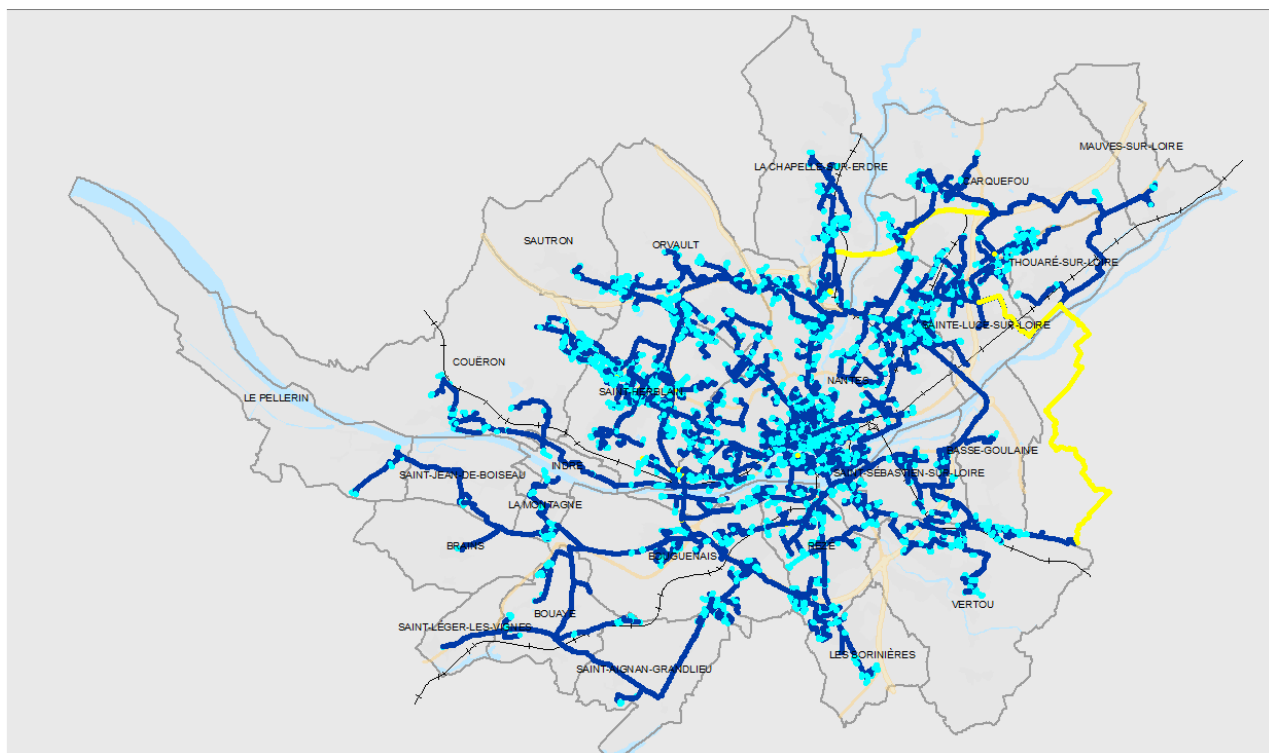 MAUVES-SUR-LOIRE
LA CHAPELLE-SUR-ERDRE
CARQUEFOU
SAUTRON
ORVAULT
THOUARÉ-SUR-LOIRE
SAINTE-LUCE-SUR-LOIRE
COUËRON
NANTES
SAINT-HERBLAIN
LE PELLERIN
BASSE-GOULAINE
INDRE
SAINT-SÉBASTIEN-SUR-LOIRE
SAINT-JEAN-DE-BOISEAU
LA MONTAGNE
BRAINS
REZÉ
BOUGUENAIS
VERTOU
BOUAYE
SAINT-LÉGER-LES-VIGNES
LES SORINIÈRES
SAINT-AIGNAN-GRANDLIEU